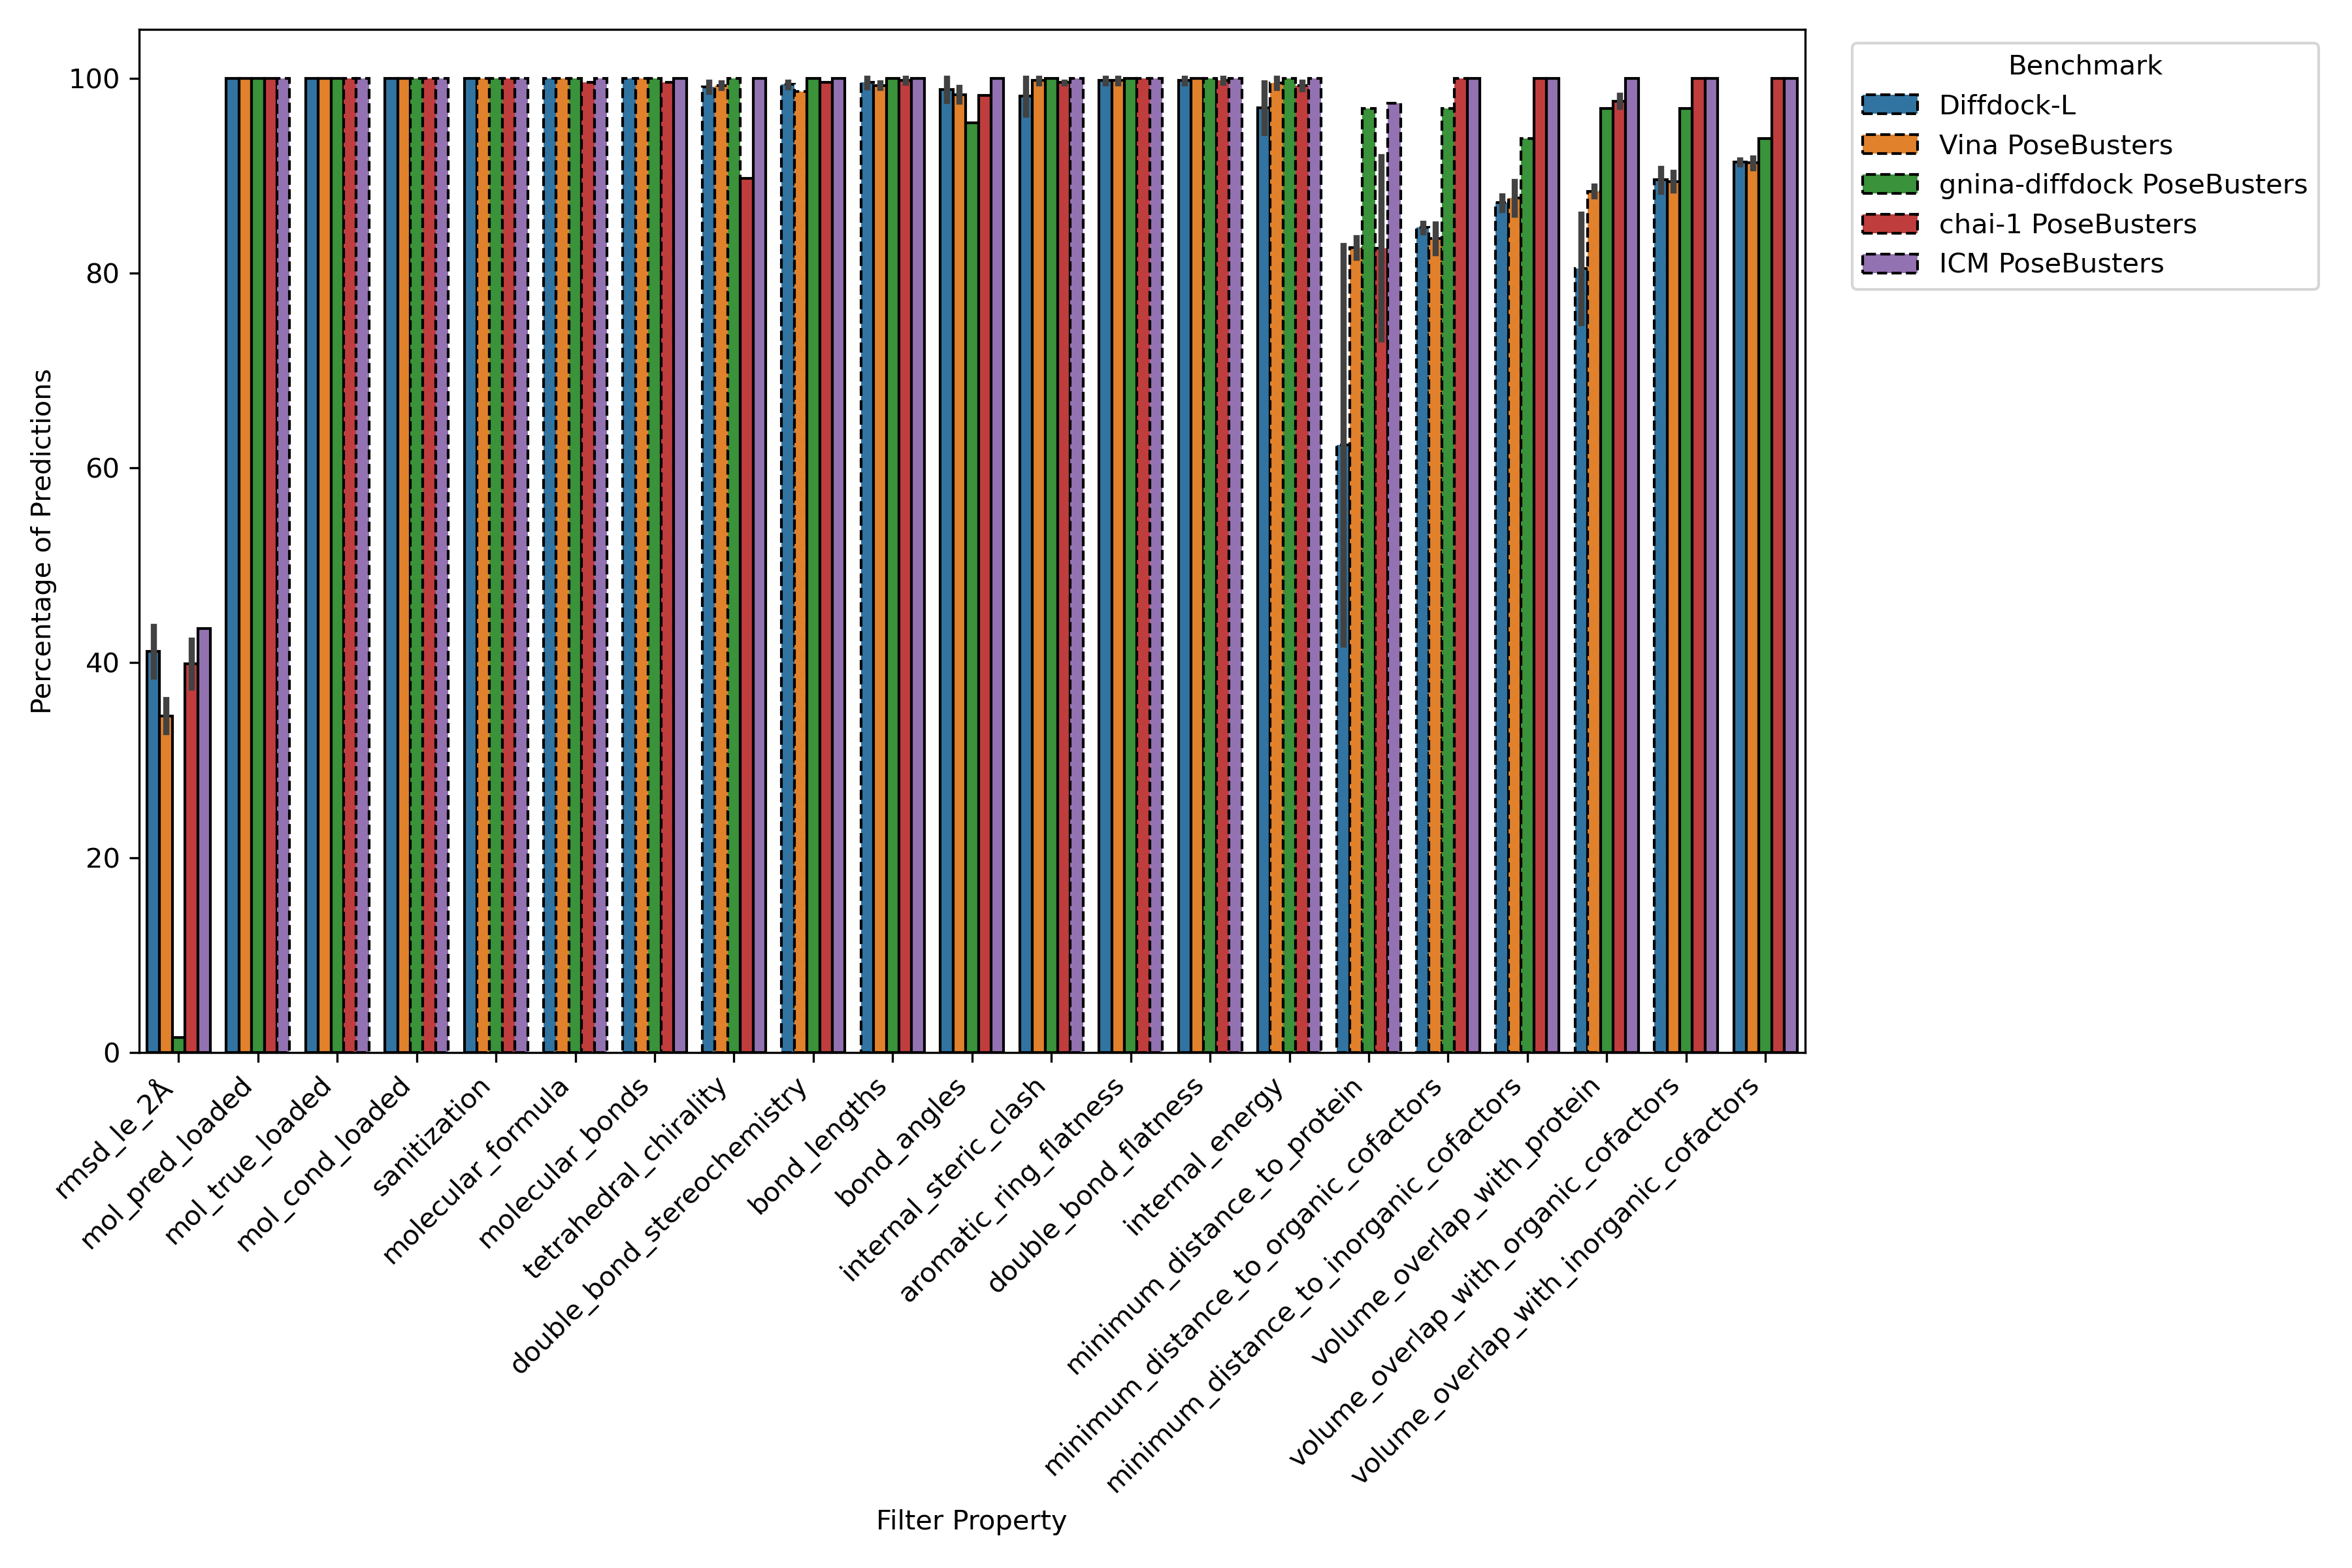 Benchmark
Diffdock-L
Vina PoseBusters
gnina-diffdock PoseBusters
chai-1 PoseBusters
ICM PoseBusters
Percentage of Predictions
100
80
60
40
20
0
rmsd_le_2Å
mol_pred_loaded
mol_true_loaded
mol_cond_loaded
sanitization
molecular_formula
molecular_bonds
tetrahedral_chirality
double_bond_stereochemistry
bond_lengths
bond_angles
internal_steric_clash
aromatic_ring_flatness
double_bond_flatness
internal_energy
minimum_distance_to_protein
minimum_distance_to_organic_cofactors
minimum_distance_to_inorganic_cofactors
volume_overlap_with_protein
volume_overlap_with_organic_cofactors
volume_overlap_with_inorganic_cofactors
Filter Property